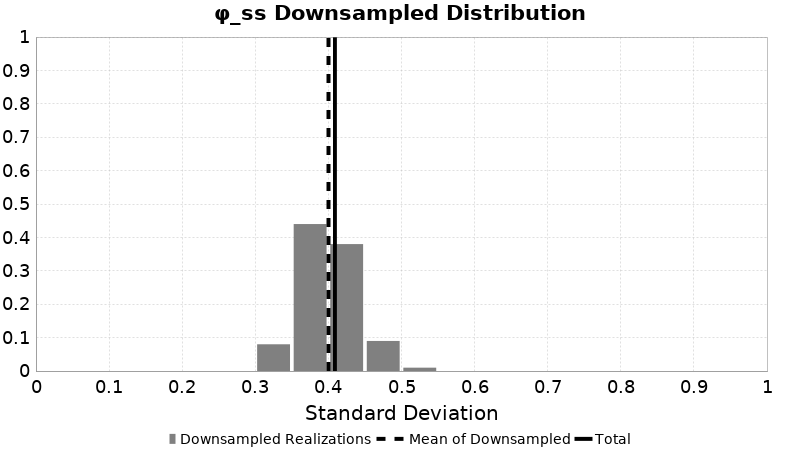 φ_ss Downsampled Distribution
1
0.9
0.8
0.7
0.6
0.5
0.4
0.3
0.2
0.1
0
0 0.1 0.2 0.3 0.4 0.5 0.6 0.7 0.8 0.9 1
Standard Deviation
Downsampled Realizations Mean of Downsampled Total